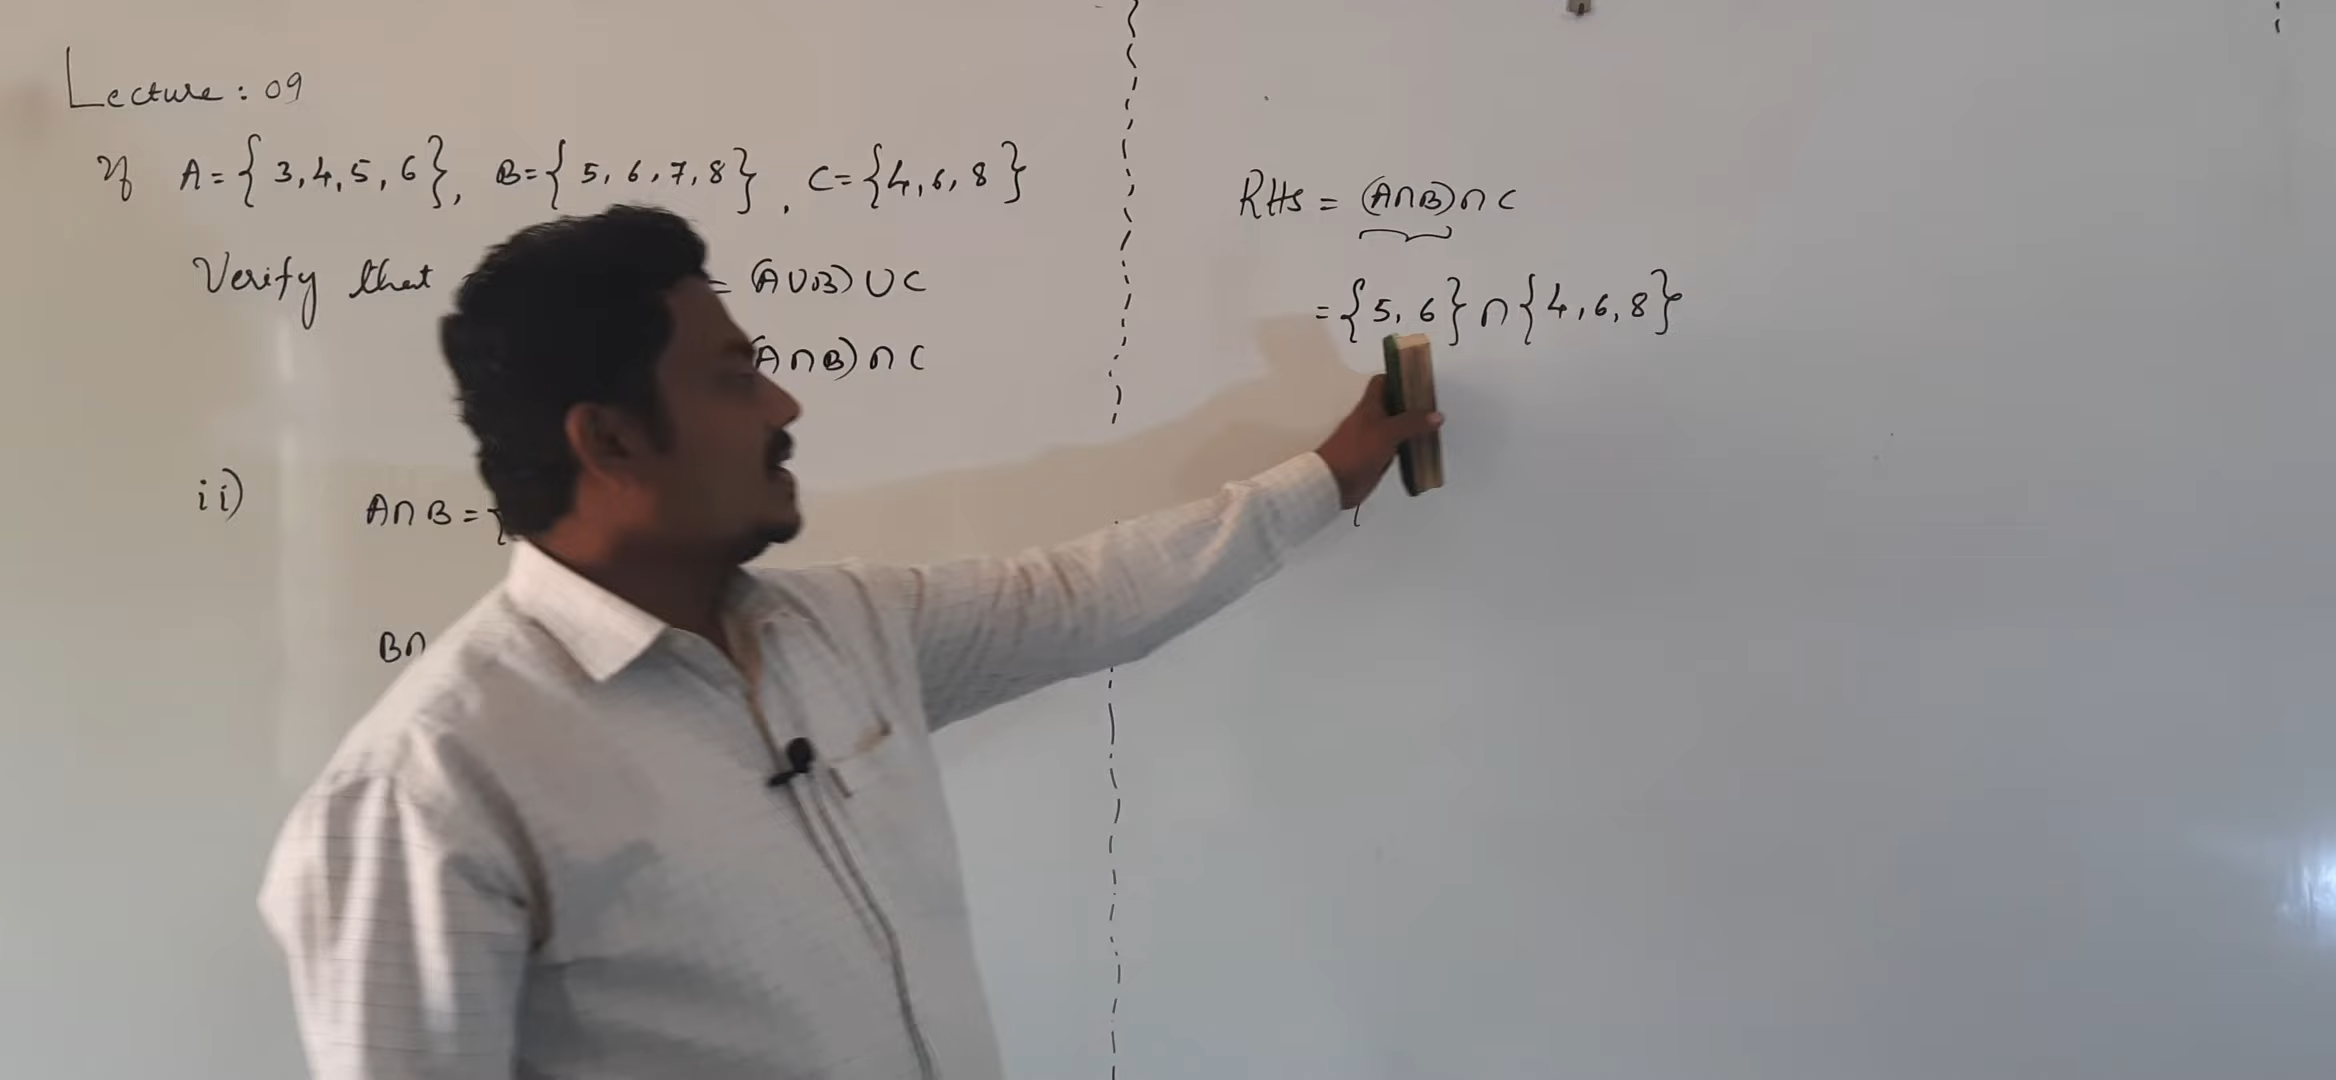 Lecture : 09
If A = { 3, 4, 5, 6 }, B = { 5, 6, 7, 8 }, C = { 4, 6, 8 }
Verify that = (A∪B) ∪ C
(A∩B) ∩ C
ii) A∩B = {
B∩
RHS = (A∩B) ∩ C
= { 5, 6 } ∩ { 4, 6, 8 }